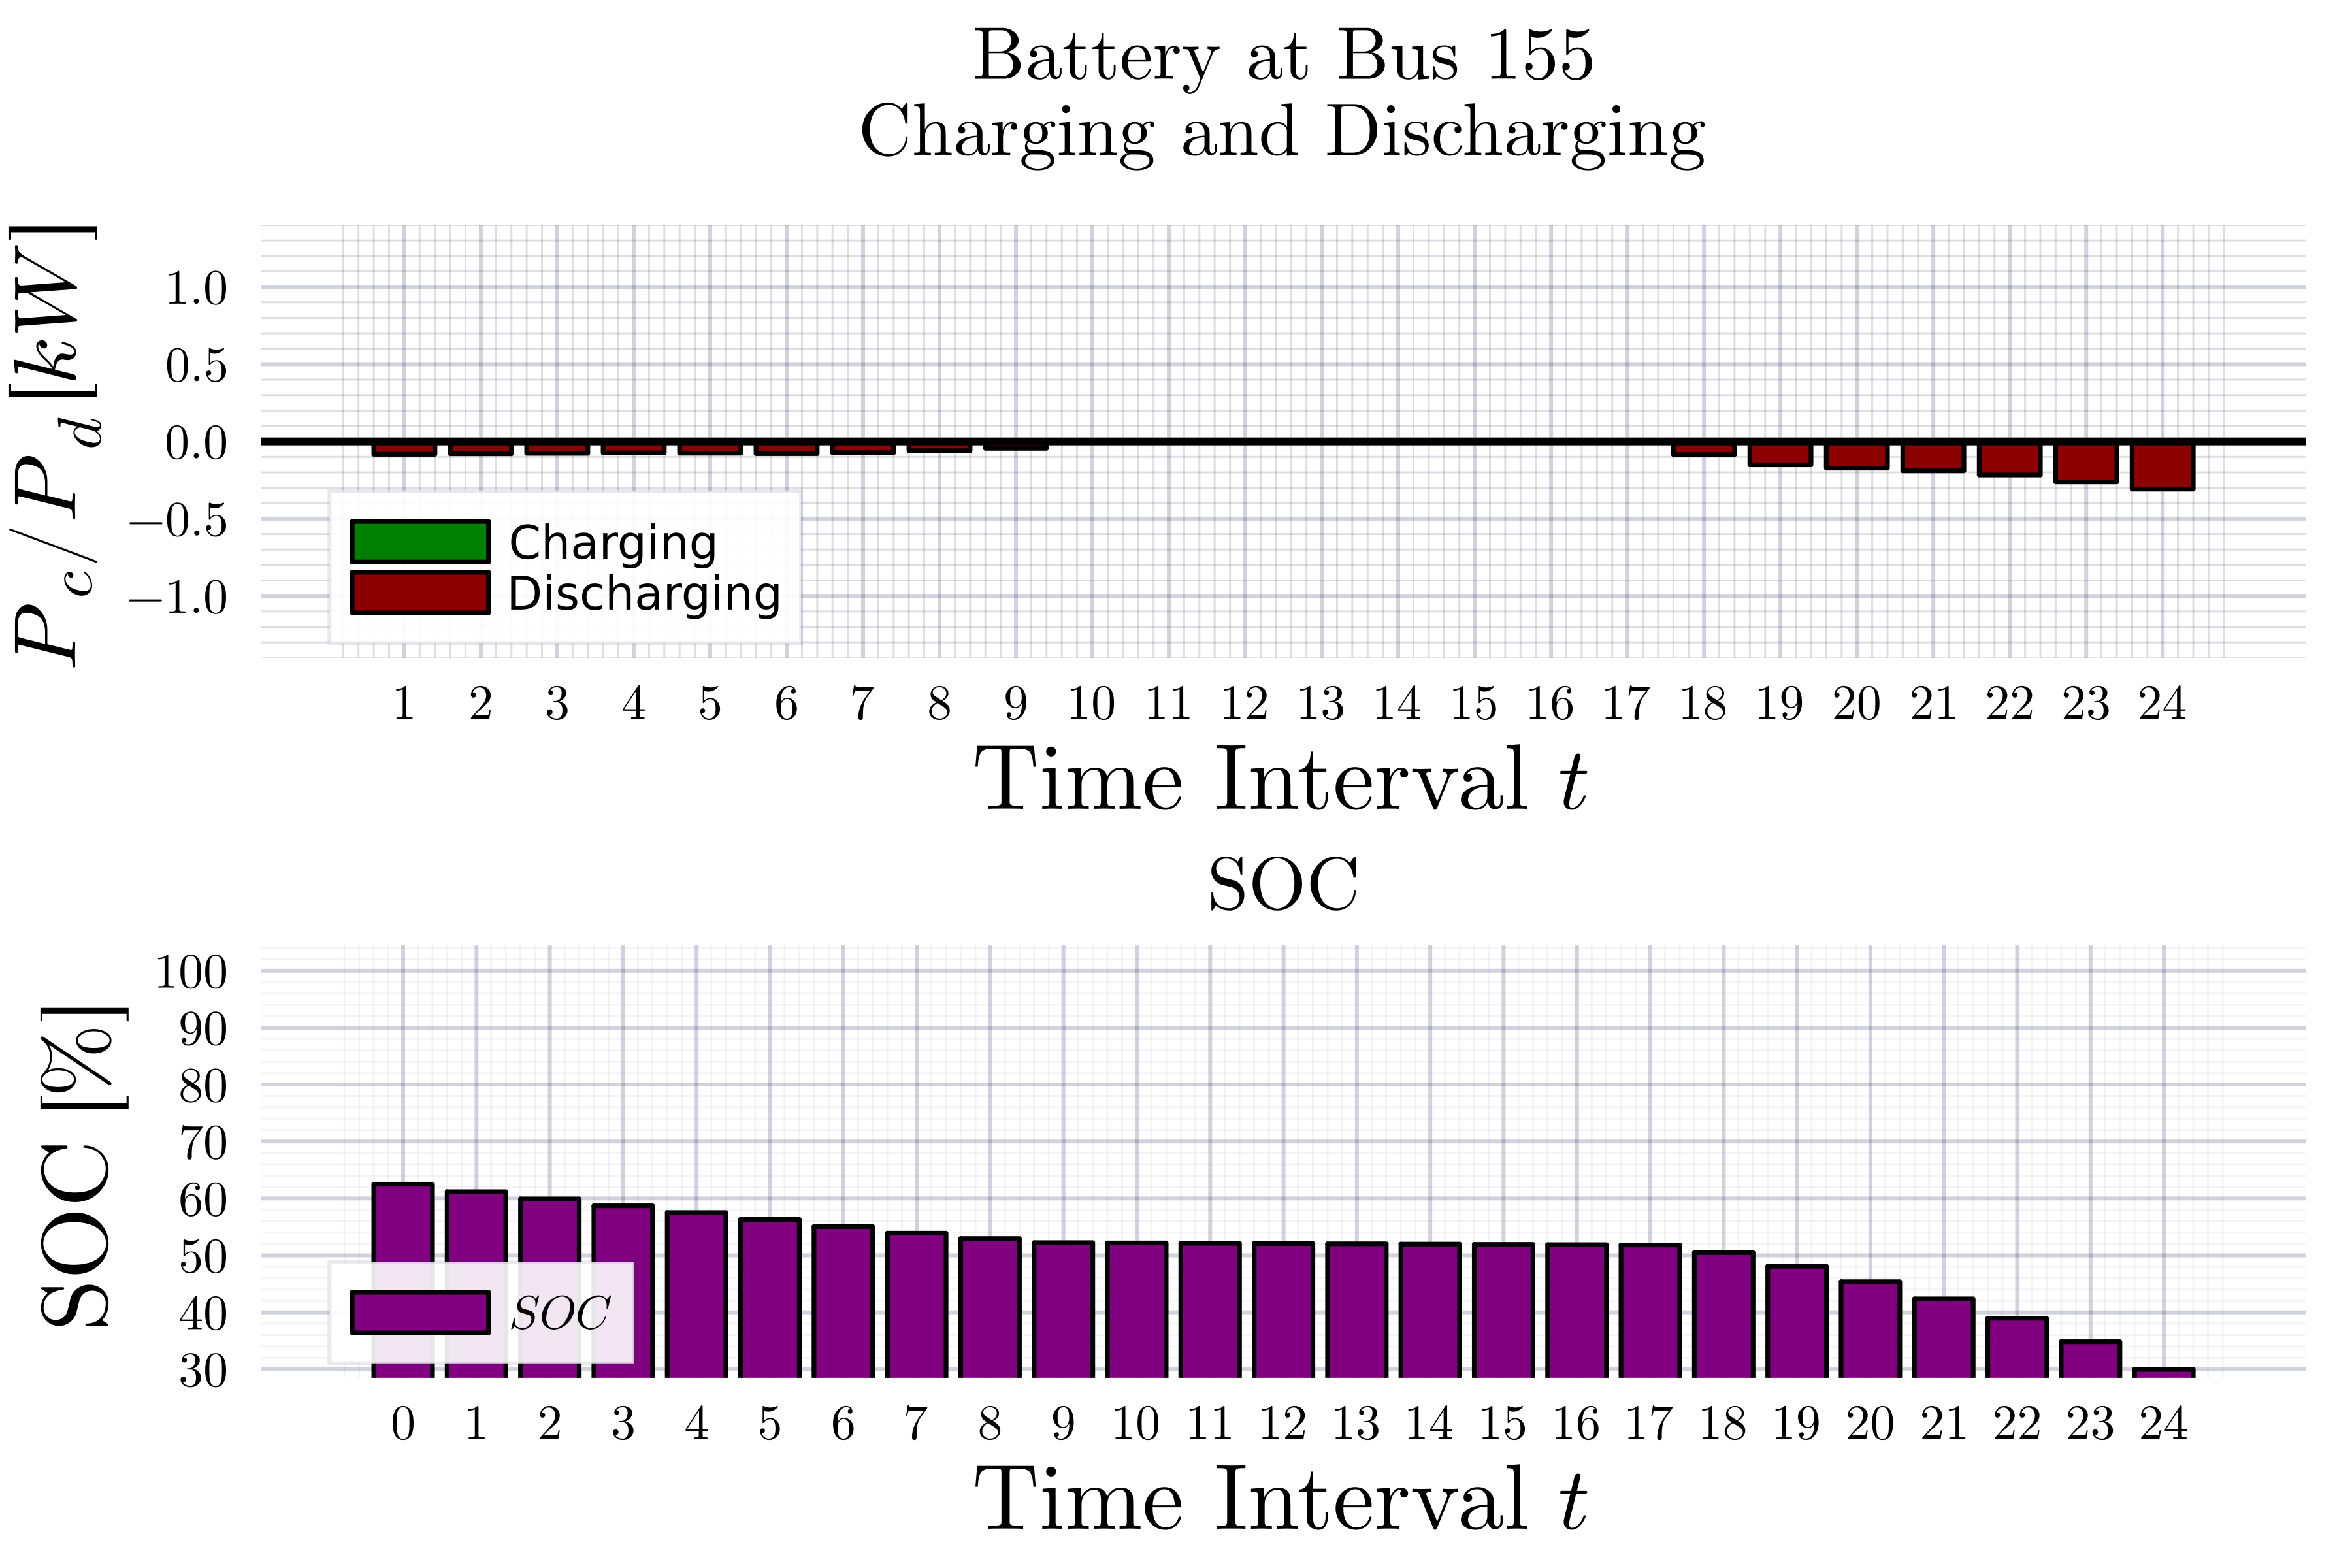 Battery at Bus 155
Charging and Discharging
P_c/P_d [kW]
1.0
0.5
0.0
−0.5
−1.0
Charging
Discharging
1 2 3 4 5 6 7 8 9 10 11 12 13 14 15 16 17 18 19 20 21 22 23 24
Time Interval t
SOC
SOC [%]
100
90
80
70
60
50
40
30
SOC
0 1 2 3 4 5 6 7 8 9 10 11 12 13 14 15 16 17 18 19 20 21 22 23 24
Time Interval t